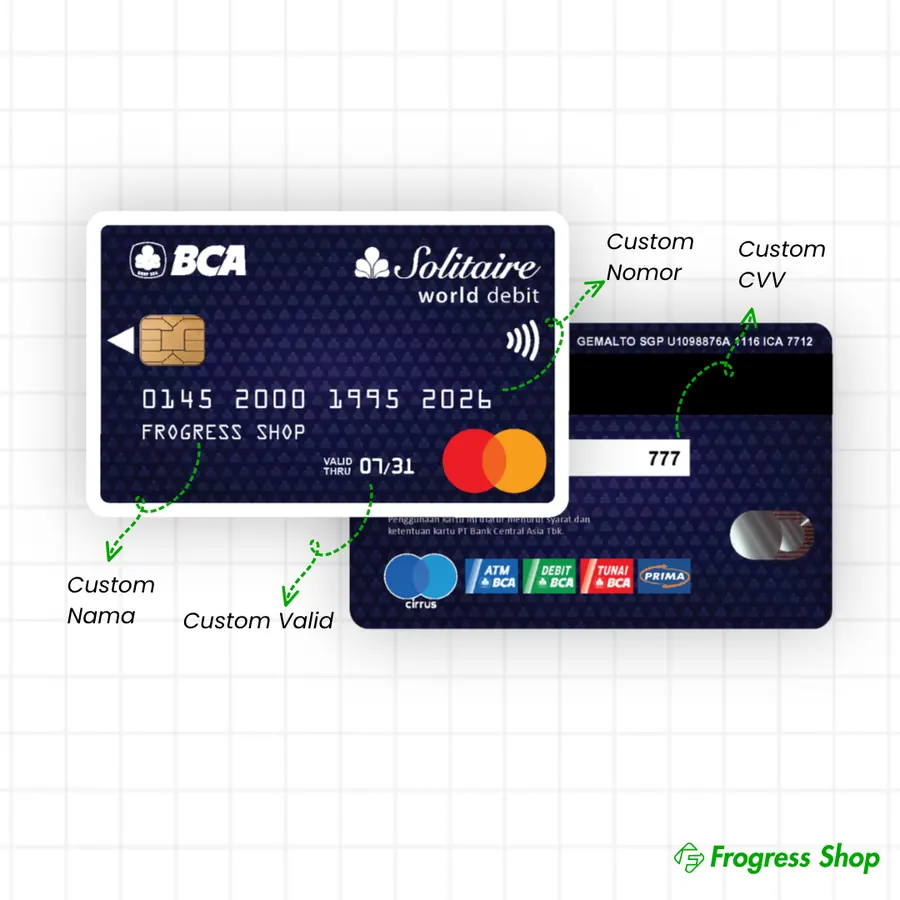 BCA
Solitaire
world debit
0145 2000 1995 2026
FROGRESS SHOP
VALID
THRU 07/31
Custom
Nomor
Custom
CVV
GEMALTO SGP U1098876A 1116 ICA 7712
777
Penggunaan kartu ini diatur menurut syarat dan
ketentuan kartu PT Bank Central Asia Tbk.
cirrus
ATM
BCA
DEBIT
BCA
TUNAI
BCA
PRIMA
Custom
Nama
Custom Valid
Frogress Shop